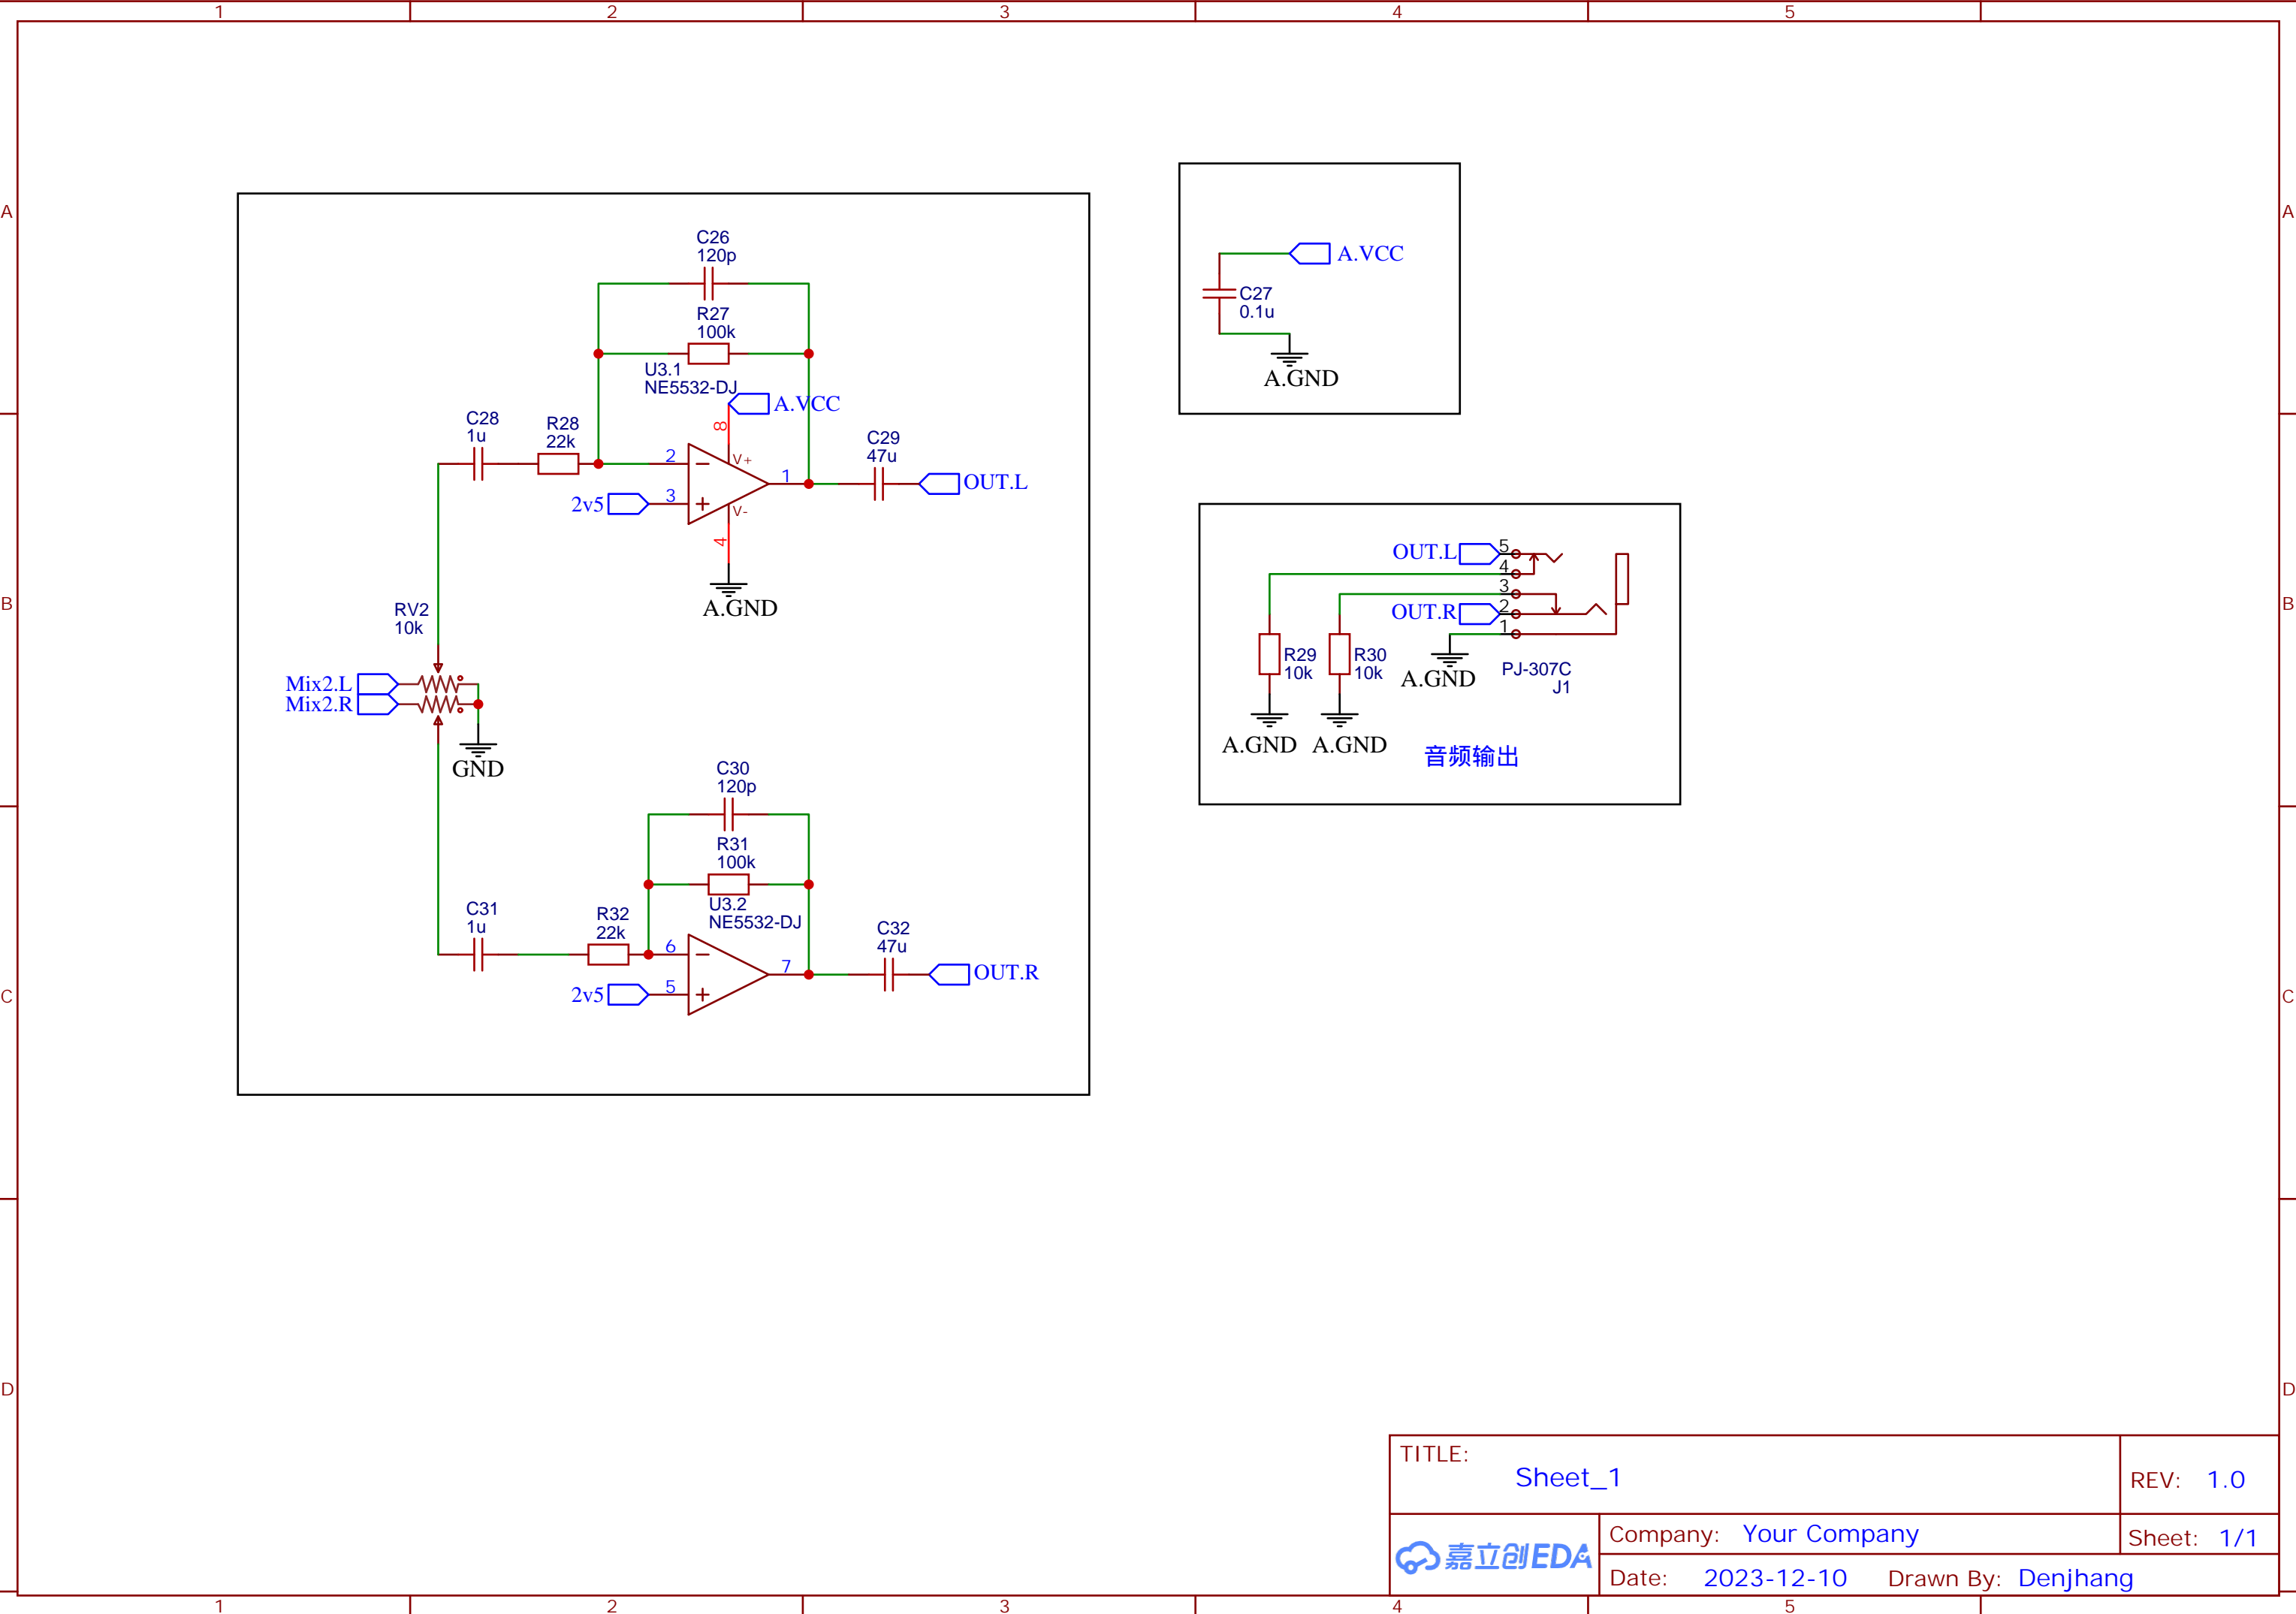 1 2 3 4 5
A
A
B
B
C
C
D
D
C26
120p
R27
100k
U3.1
NE5532-DJ
A.VCC
8
V+
C28
1u
R28
22k
2
3
1
2v5
V-
4
A.GND
C29
47u
OUT.L
RV2
10k
Mix2.L
Mix2.R
GND
C30
120p
R31
100k
U3.2
NE5532-DJ
C31
1u
R32
22k
6
5
7
2v5
C32
47u
OUT.R
A.VCC
C27
0.1u
A.GND
OUT.L
5
4
3
OUT.R
2
1
R29
10k
R30
10k
A.GND
PJ-307C
J1
A.GND
A.GND
音频输出
TITLE:
Sheet_1
REV: 1.0
嘉立创EDA
Company: Your Company
Sheet: 1/1
Date: 2023-12-10
Drawn By: Denjhang
1 2 3 4 5